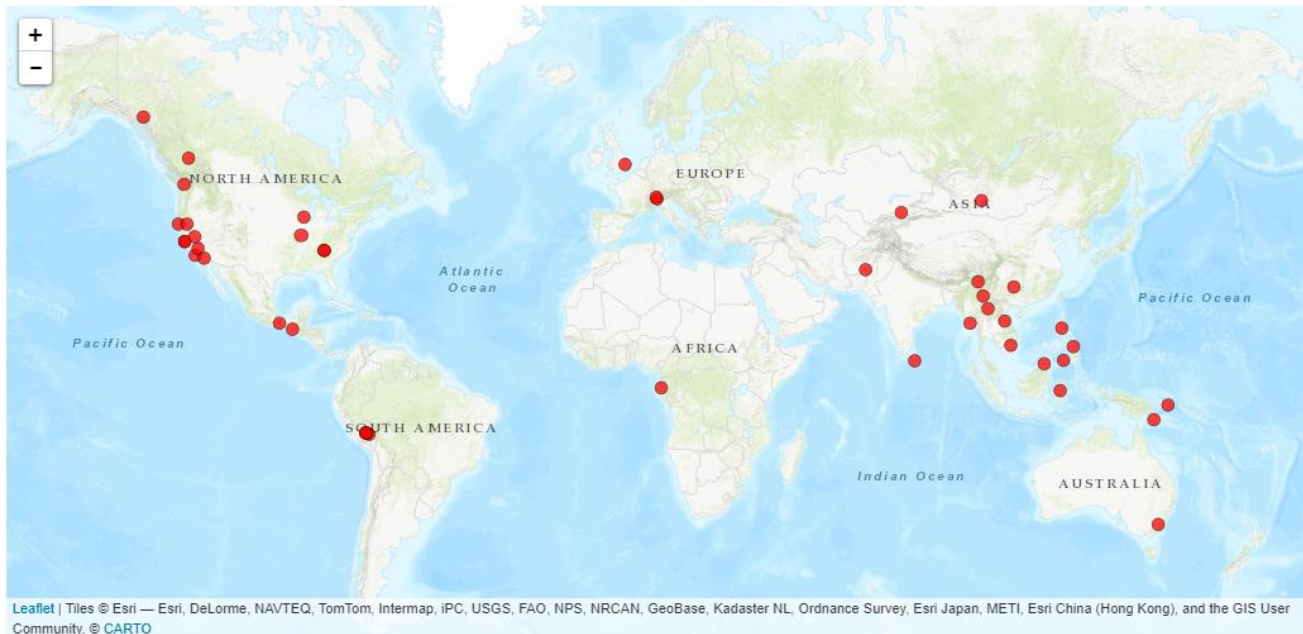 +
−
NORTH AMERICA
EUROPE
ASIA
Atlantic
Ocean
Pacific Ocean
Pacific Ocean
AFRICA
SOUTH AMERICA
Indian Ocean
AUSTRALIA
Leaflet | Tiles © Esri — Esri, DeLorme, NAVTEQ, TomTom, Intermap, iPC, USGS, FAO, NPS, NRCAN, GeoBase, Kadaster NL, Ordnance Survey, Esri Japan, METI, Esri China (Hong Kong), and the GIS User
Community, © CARTO